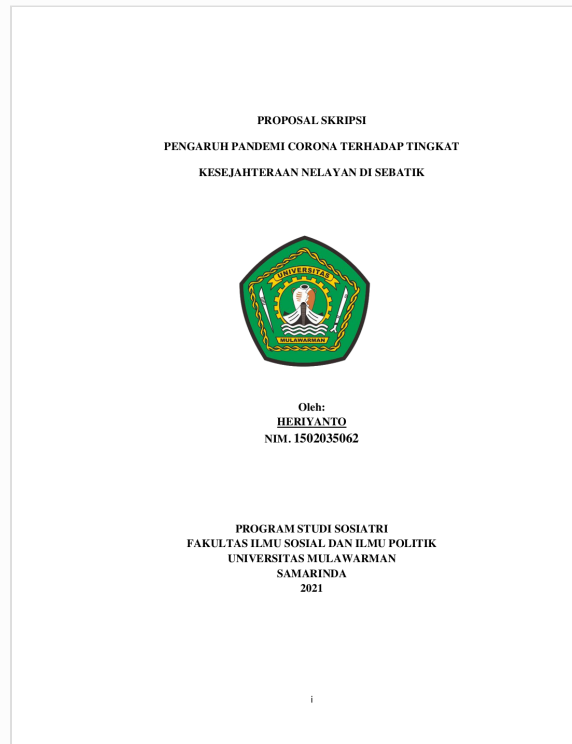 PROPOSAL SKRIPSI
PENGARUH PANDEMI CORONA TERHADAP TINGKAT
KESEJAHTERAAN NELAYAN DI SEBATIK
UNIVERSITAS
MULAWARMAN
Oleh:
HERIYANTO
NIM. 1502035062
PROGRAM STUDI SOSIATRI
FAKULTAS ILMU SOSIAL DAN ILMU POLITIK
UNIVERSITAS MULAWARMAN
SAMARINDA
2021
i